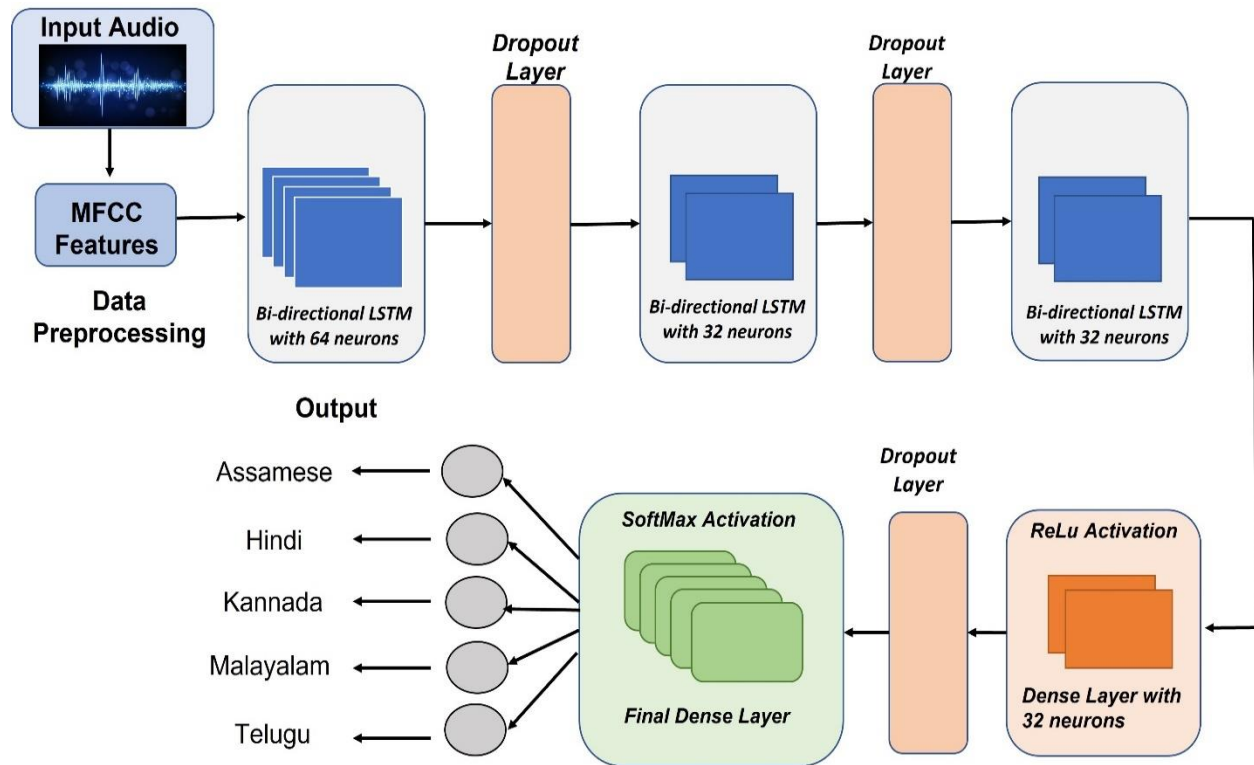 Input Audio
MFCC
Features
Data
Preprocessing
Bi-directional LSTM
with 64 neurons
Dropout
Layer
Bi-directional LSTM
with 32 neurons
Dropout
Layer
Bi-directional LSTM
with 32 neurons
ReLu Activation
Dense Layer with
32 neurons
Dropout
Layer
SoftMax Activation
Final Dense Layer
Output
Assamese
Hindi
Kannada
Malayalam
Telugu